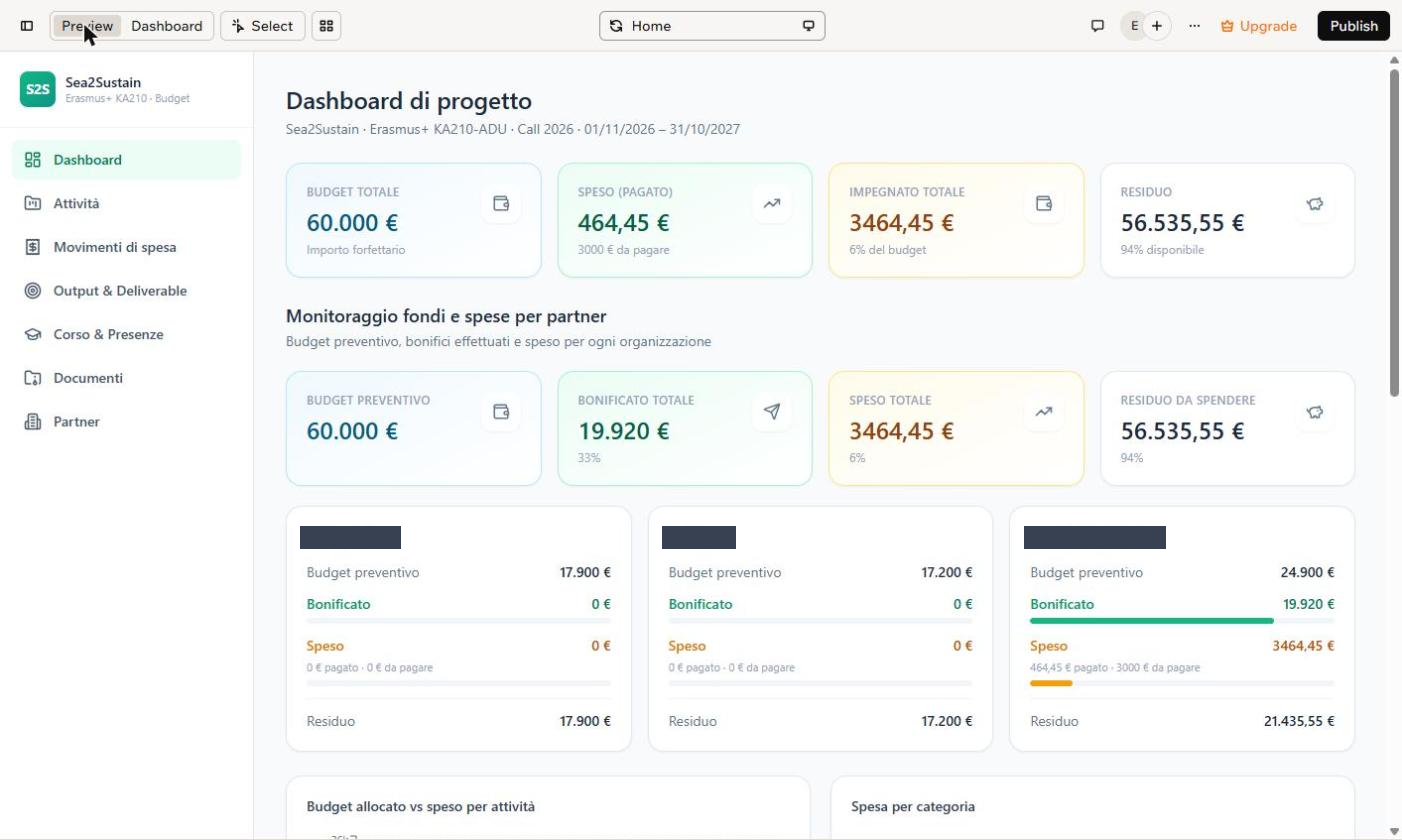 Preview Dashboard Select Home E Upgrade Publish
S2S Sea2Sustain
Erasmus+ KA210 · Budget
Dashboard
Attività
Movimenti di spesa
Output & Deliverable
Corso & Presenze
Documenti
Partner
Dashboard di progetto
Sea2Sustain · Erasmus+ KA210-ADU · Call 2026 · 01/11/2026 – 31/10/2027
BUDGET TOTALE
60.000 €
Importo forfettario
SPESO (PAGATO)
464,45 €
3000 € da pagare
IMPEGNATO TOTALE
3464,45 €
6% del budget
RESIDUO
56.535,55 €
94% disponibile
Monitoraggio fondi e spese per partner
Budget preventivo, bonifici effettuati e speso per ogni organizzazione
BUDGET PREVENTIVO
60.000 €
BONIFICATO TOTALE
19.920 €
33%
SPESO TOTALE
3464,45 €
6%
RESIDUO DA SPENDERE
56.535,55 €
94%
Budget preventivo 17.900 €
Bonificato 0 €
Speso 0 €
0 € pagato · 0 € da pagare
Residuo 17.900 €
Budget preventivo 17.200 €
Bonificato 0 €
Speso 0 €
0 € pagato · 0 € da pagare
Residuo 17.200 €
Budget preventivo 24.900 €
Bonificato 19.920 €
Speso 3464,45 €
464,45 € pagato · 3000 € da pagare
Residuo 21.435,55 €
Budget allocato vs speso per attività
Spesa per categoria